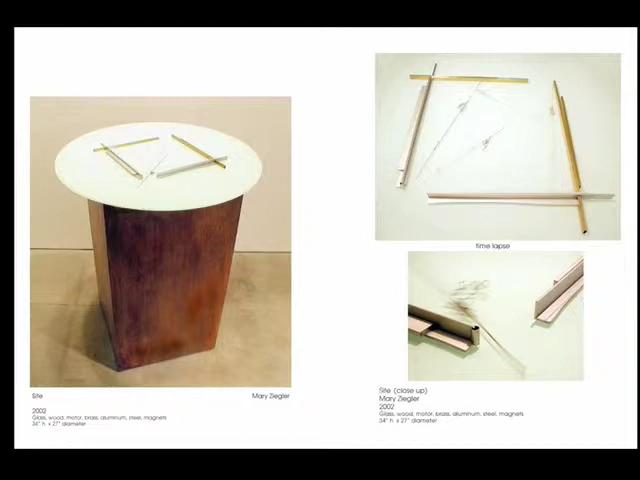 time lapse
Site Mary Ziegler
2002
Glass, wood, motor, brass, aluminum, steel, magnets
34" h x 27" diameter
Site (close up)
Mary Ziegler
2002
Glass, wood, motor, brass, aluminum, steel, magnets
34" h x 27" diameter